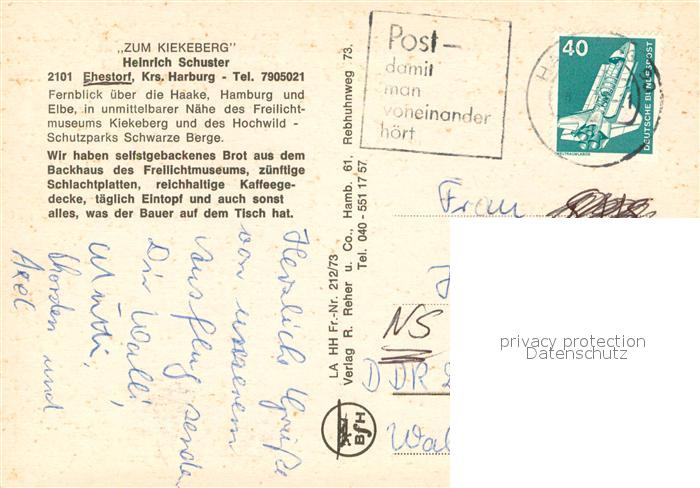 „ZUM KIEKEBERG"
Heinrich Schuster
2101 Ehestorf, Krs. Harburg - Tel. 7905021
Fernblick über die Haake, Hamburg und
Elbe, in unmittelbarer Nähe des Freilicht-
museums Kiekeberg und des Hochwild -
Schutzparks Schwarze Berge.
Wir haben selfstgebackenes Brot aus dem
Backhaus des Freilichtmuseums, zünftige
Schlachtplatten, reichhaltige Kaffeege-
decke, täglich Eintopf und auch sonst
alles, was der Bauer auf dem Tisch hat.
Herzliche Grüße
von unserem
Ausflug senden
Dir Walli,
Mutti,
Thorden und
Axel
LA HH Fr.-Nr. 212/73
Verlag R. Reher u. Co., Hamb. 61, Rebhuhnweg 73.
Tel. 040 - 551 17 57
BfH
Post –
damit
man
voneinander
hört
40
DEUTSCHE BUNDESPOST
WELTRAUMLABOR
Frau
NS
DDR
privacy protection
Datenschutz